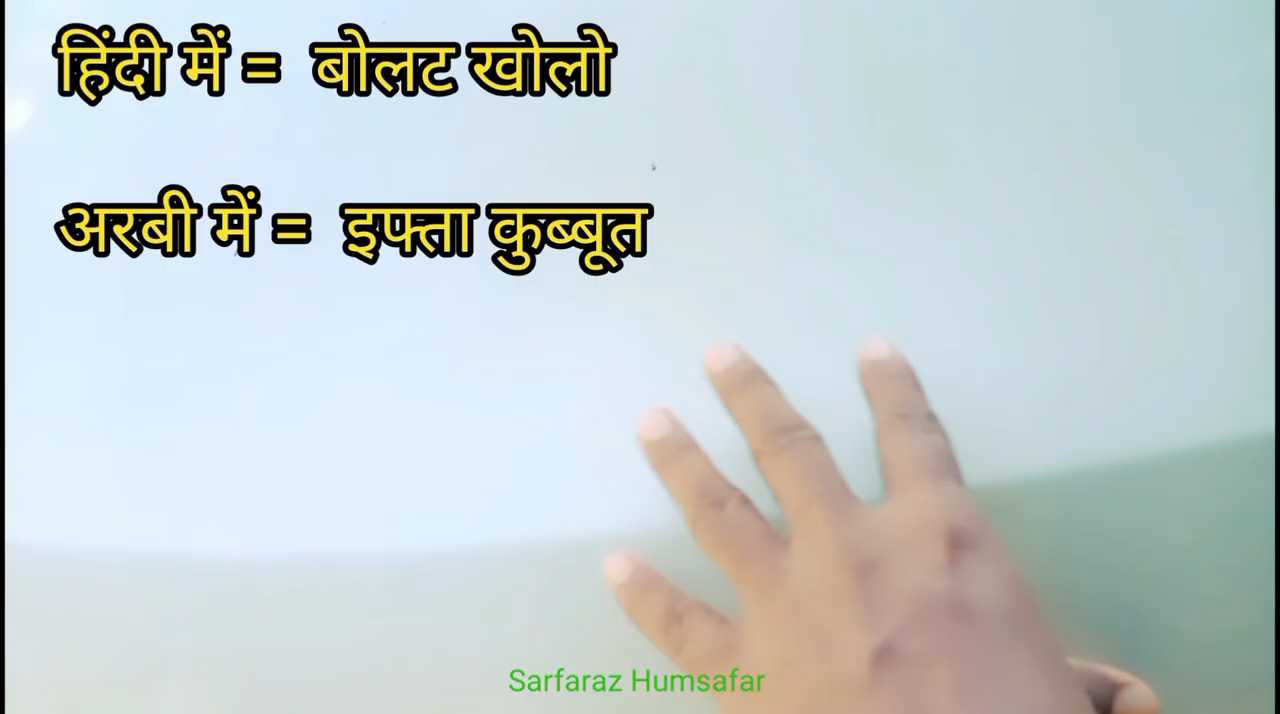 हिंदी में = बोलट खोलो
अरबी में = इफ्ता कुब्बूत
Sarfaraz Humsafar